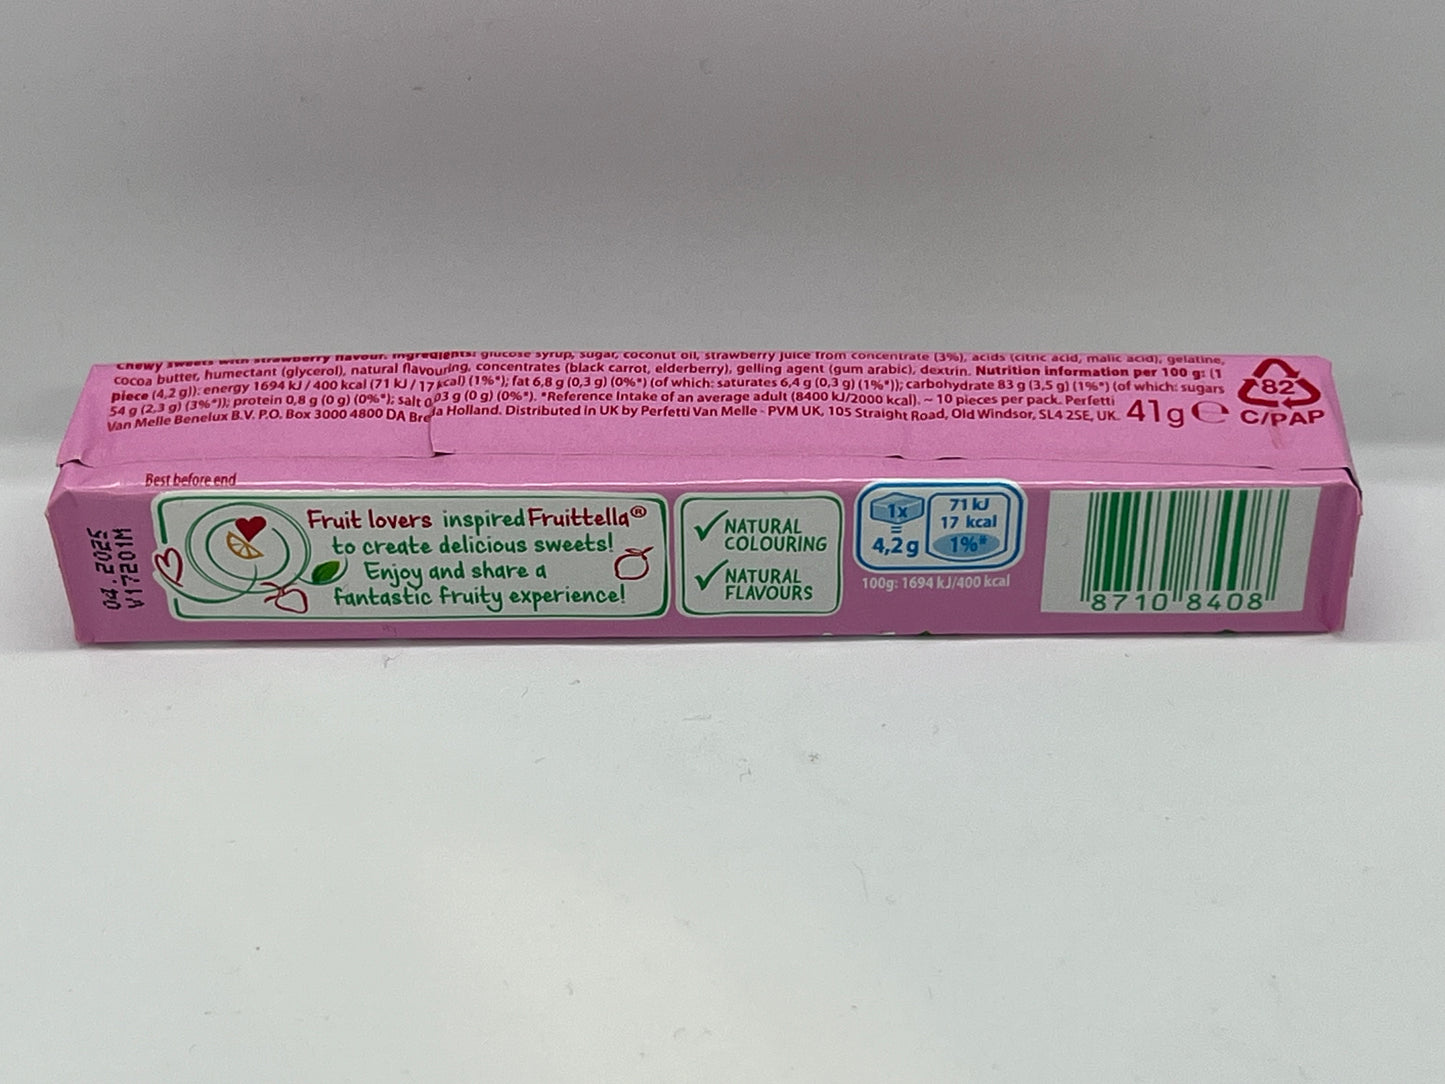 Chewy sweets with strawberry flavour. Ingredients: glucose syrup, sugar, coconut oil, strawberry juice from concentrate (3%), acids (citric acid, malic acid), gelatine,
cocoa butter, humectant (glycerol), natural flavouring, concentrates (black carrot, elderberry), gelling agent (gum arabic), dextrin. Nutrition information per 100 g: (1
piece (4,2 g)): energy 1694 kJ / 400 kcal (71 kJ / 17 kcal) (1%*); fat 6,8 g (0,3 g) (0%*) (of which: saturates 6,4 g (0,3 g) (1%*)); carbohydrate 83 g (3,5 g) (1%*) (of which: sugars
54 g (2,3 g) (3%*)); protein 0,8 g (0 g) (0%*); salt 0,03 g (0 g) (0%*). *Reference Intake of an average adult (8400 kJ/2000 kcal). ~ 10 pieces per pack. Perfetti
Van Melle Benelux B.V. P.O. Box 3000 4800 DA Breda Holland. Distributed in UK by Perfetti Van Melle - PVM UK, 105 Straight Road, Old Windsor, SL4 2SE, UK.
41g e
82
C/PAP
Best before end
04.2025
V17201M
Fruit lovers inspired Fruittella®
to create delicious sweets!
Enjoy and share a
fantastic fruity experience!
NATURAL
COLOURING
NATURAL
FLAVOURS
1x
=
4,2 g
71 kJ
17 kcal
1%*
100g: 1694 kJ/400 kcal
8710 8408